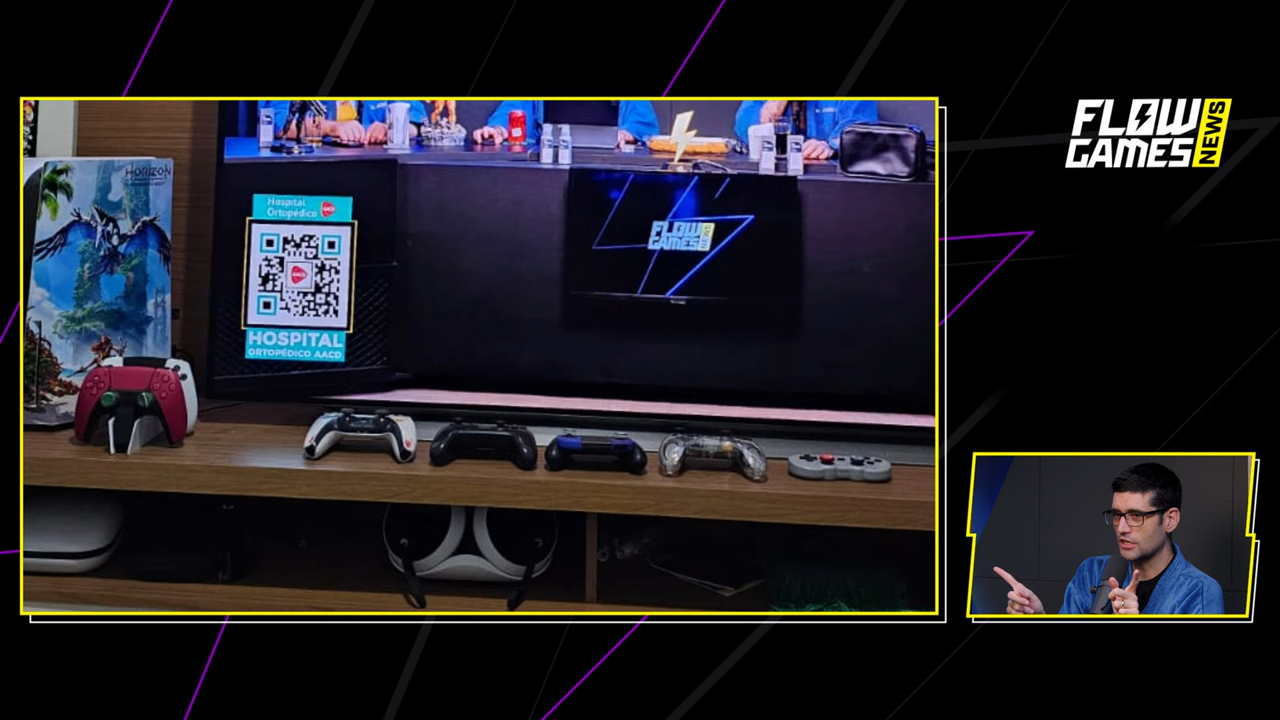 FLOW
GAMES
NEWS
HORIZON
Hospital
Ortopédico
AACD
HOSPITAL
ORTOPÉDICO AACD
FLOW
GAMES